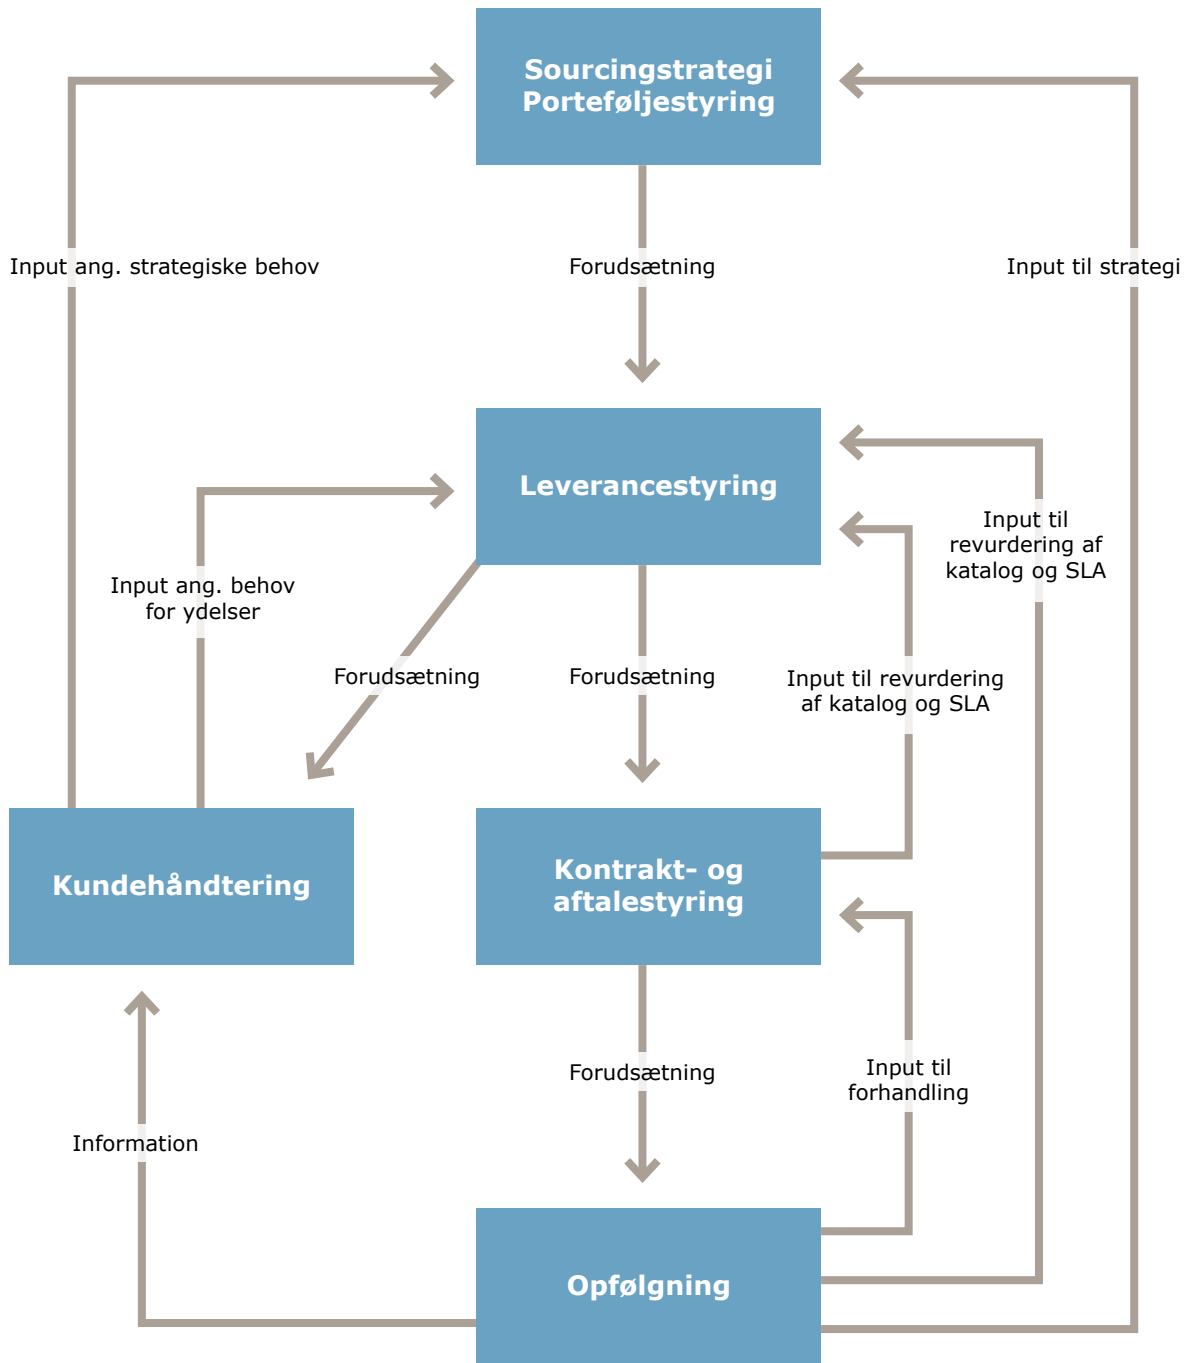 Sourcingstrategi
Porteføljestyring
Input ang. strategiske behov
Forudsætning
Input til strategi
Leverancestyring
Input til
revurdering af
katalog og SLA
Input ang. behov
for ydelser
Forudsætning
Forudsætning
Input til revurdering
af katalog og SLA
Kundehåndtering
Kontrakt- og
aftalestyring
Forudsætning
Input til
forhandling
Information
Opfølgning